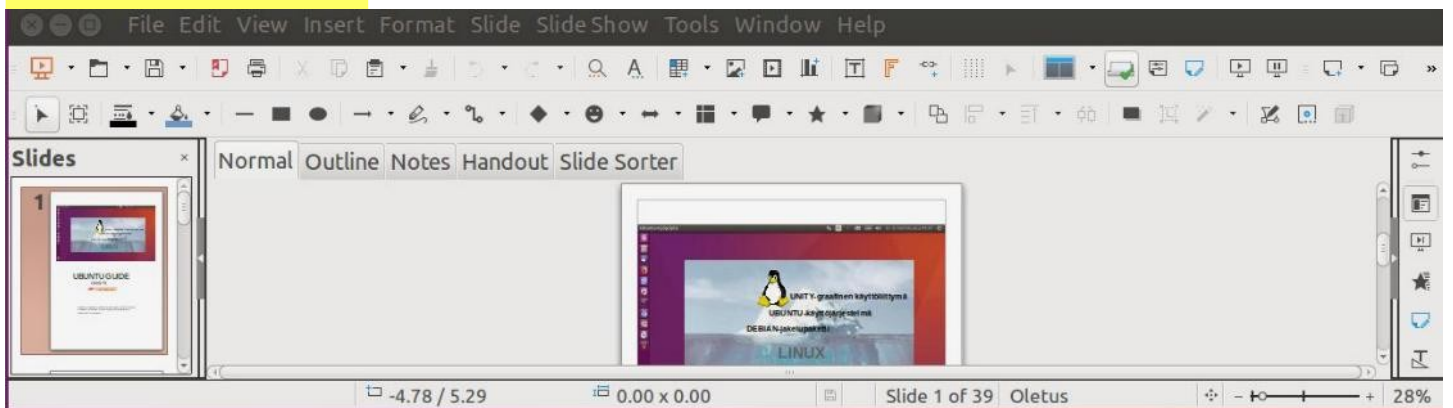 File Edit View Insert Format Slide Slide Show Tools Window Help
Slides
Normal Outline Notes Handout Slide Sorter
1
UBUNTU GUIDE
UNITY-graafinen käyttöliittymä
UBUNTU-käyttöjärjestelmä
DEBIAN-jakelupaketti
LINUX
-4.78 / 5.29 0.00 x 0.00 Slide 1 of 39 Oletus 28%